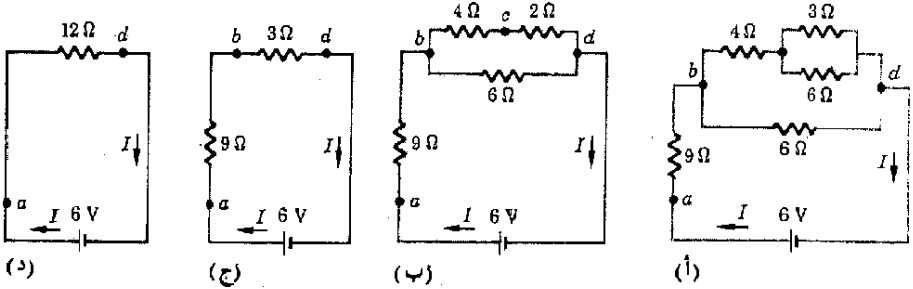 12 Ω d
a
I 6 V
I
(د)
b 3 Ω d
9 Ω
a
I 6 V
I
(ج)
4 Ω c 2 Ω
b d
6 Ω
9 Ω
a
I 6 V
I
(ب)
3 Ω
4 Ω
b d
6 Ω
6 Ω
9 Ω
a
I 6 V
I
(أ)